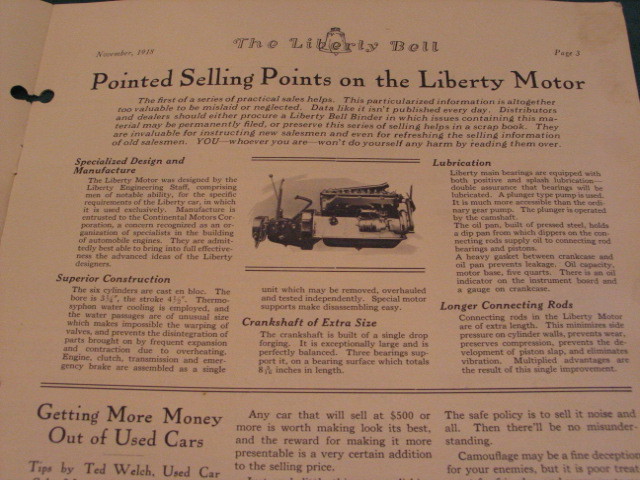 November, 1918
The Liberty Bell
Page 3
Pointed Selling Points on the Liberty Motor
The first of a series of practical sales helps. This particularized information is altogether
too valuable to be mislaid or neglected. Data like it isn't published every day. Distributors
and dealers should either procure a Liberty Bell Binder in which issues containing this ma-
terial may be permanently filed, or preserve this series of selling helps in a scrap book. They
are invaluable for instructing new salesmen and even for refreshing the selling information
of old salesmen. YOU—whoever you are—won't do yourself any harm by reading them over.
Specialized Design and
Manufacture
The Liberty Motor was designed by the
Liberty Engineering Staff, comprising
men of notable ability, for the specific
requirements of the Liberty car, in which
it is used exclusively. Manufacture is
entrusted to the Continental Motors Cor-
poration, a concern recognized as an or-
ganization of specialists in the building
of automobile engines. They are admit-
tedly best able to bring into full effective-
ness the advanced ideas of the Liberty
designers.
Superior Construction
The six cylinders are cast en bloc. The
bore is the stroke 4½". Thermo-
syphon water cooling is employed, and
the water passages are of unusual size
which makes impossible the warping of
valves, and prevents the disintegration of
parts brought on by frequent expansion
and contraction due to overheating.
Engine, clutch, transmission and emer-
gency brake are assembled as a single
unit which may be removed, overhauled
and tested independently. Special motor
supports make disassembling easy.
Crankshaft of Extra Size
The crankshaft is built of a single drop
forging. It is exceptionally large and is
perfectly balanced. Three bearings sup-
port it, on a bearing surface which totals
inches in length.
Lubrication
Liberty main bearings are equipped with
both positive and splash lubrication—
double assurance that bearings will be
lubricated. A plunger type pump is used.
It is much more accessible than the ordi-
nary gear pump. The plunger is operated
by the camshaft.
The oil pan, built of pressed steel, holds
a dip pan from which dippers on the con-
necting rods supply oil to connecting rod
bearings and pistons.
A heavy gasket between crankcase and
oil pan prevents leakage. Oil capacity,
motor base, five quarts. There is an oil
indicator on the instrument board and
a gauge on crankcase.
Longer Connecting Rods
Connecting rods in the Liberty Motor
are of extra length. This minimizes side
pressure on cylinder walls, prevents wear,
preserves compression, prevents the de-
velopment of piston slap, and eliminates
vibration. Multiplied advantages are
the result of this single improvement.
Getting More Money
Out of Used Cars
Tips by Ted Welch, Used Car
Any car that will sell at $500 or
more is worth making look its best,
and the reward for making it more
presentable is a very certain addition
to the selling price.
The safe policy is to sell it noise and
all. Then there'll be no misunder-
standing.
Camouflage may be a fine deception
for your enemies, but it is poor treat